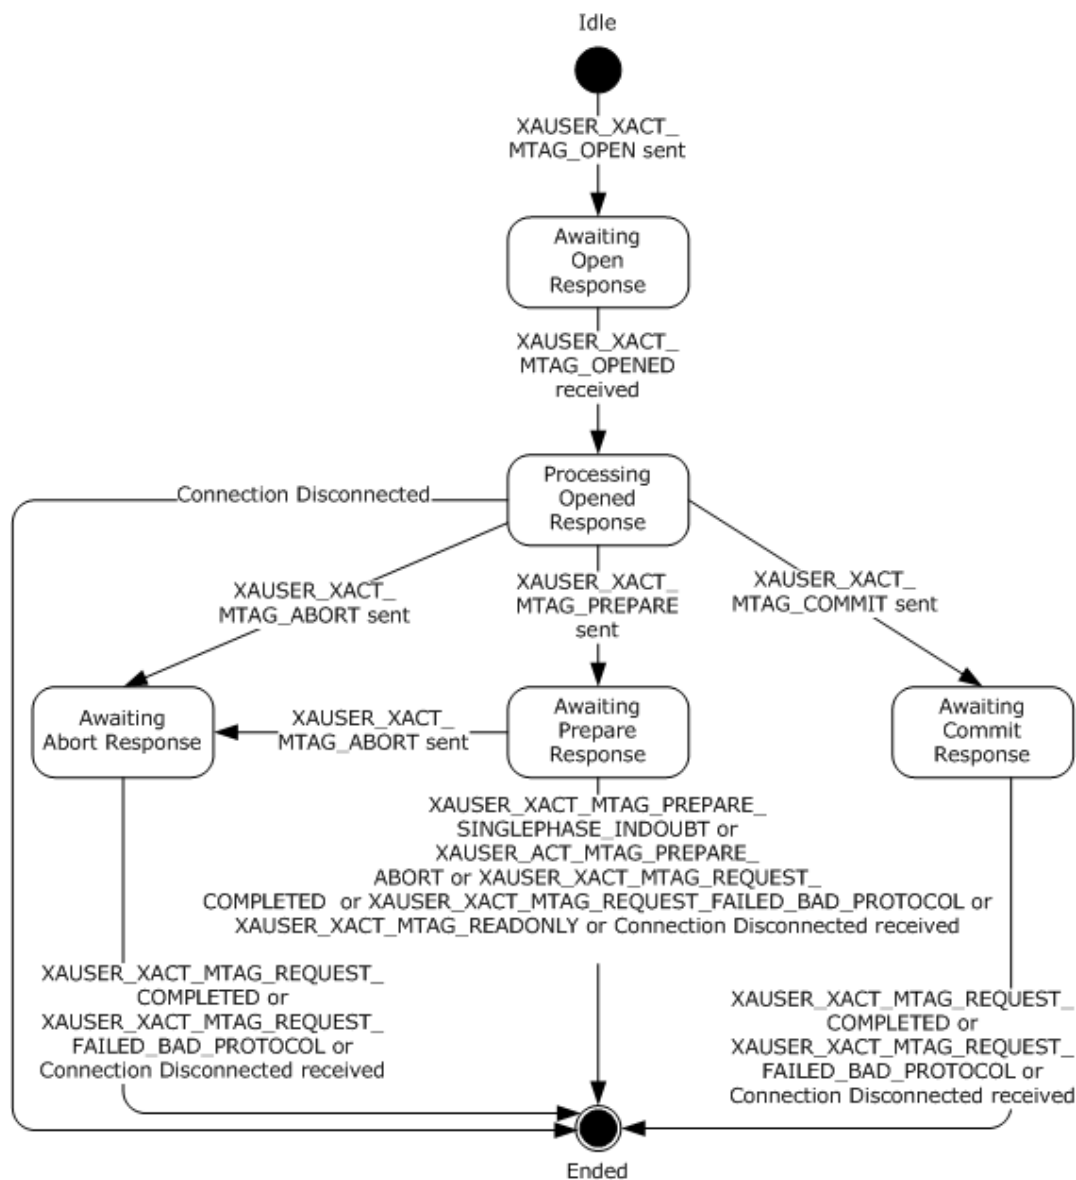 Idle
XAUSER_XACT_
MTAG_OPEN sent
Awaiting
Open
Response
XAUSER_XACT_
MTAG_OPENED
received
Processing
Opened
Response
Connection Disconnected
XAUSER_XACT_
MTAG_ABORT sent
XAUSER_XACT_
MTAG_PREPARE
sent
XAUSER_XACT_
MTAG_COMMIT sent
Awaiting
Abort Response
XAUSER_XACT_
MTAG_ABORT sent
Awaiting
Prepare
Response
Awaiting
Commit
Response
XAUSER_XACT_MTAG_PREPARE_
SINGLEPHASE_INDOUBT or
XAUSER_ACT_MTAG_PREPARE_
ABORT or XAUSER_XACT_MTAG_REQUEST_
COMPLETED or XAUSER_XACT_MTAG_REQUEST_FAILED_BAD_PROTOCOL or
XAUSER_XACT_MTAG_READONLY or Connection Disconnected received
XAUSER_XACT_MTAG_REQUEST_
COMPLETED or
XAUSER_XACT_MTAG_REQUEST_
FAILED_BAD_PROTOCOL or
Connection Disconnected received
XAUSER_XACT_MTAG_REQUEST_
COMPLETED or
XAUSER_XACT_MTAG_REQUEST_
FAILED_BAD_PROTOCOL or
Connection Disconnected received
Ended